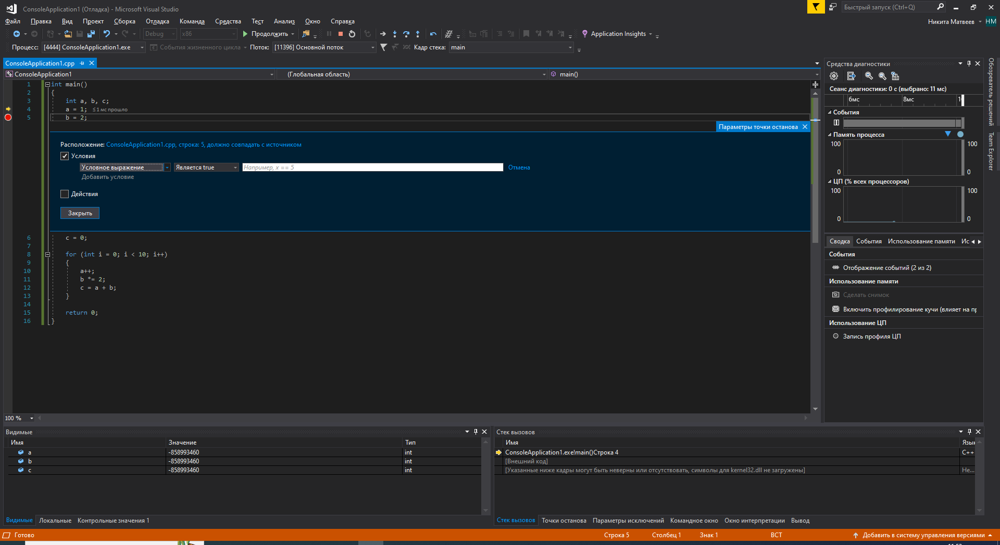 ConsoleApplication1 (Отладка) - Microsoft Visual Studio
Быстрый запуск (Ctrl+Q)
Файл Правка Вид Проект Сборка Отладка Команда Средства Тест Анализ Окно Справка
Никита Матвеев НМ
Debug x86 Продолжить Application Insights
Процесс: [4444] ConsoleApplication1.exe События жизненного цикла Поток: [11396] Основной поток Кадр стека: main
ConsoleApplication1.cpp
ConsoleApplication1 (Глобальная область) main()
1 int main()
2 {
3 int a, b, c;
4 a = 1; ≤1 мс прошло
5 b = 2;
Параметры точки останова
Расположение: ConsoleApplication1.cpp, строка: 5, должно совпадать с источником
Условия
Условное выражение Является true Например, x == 5 Отмена
Добавить условие
Действия
Закрыть
6 c = 0;
7
8 for (int i = 0; i < 10; i++)
9 {
10 a++;
11 b *= 2;
12 c = a + b;
13 }
14
15 return 0;
16 }
100 %
Средства диагностики
Сеанс диагностики: 0 с (выбрано: 11 мс)
6мс 8мс 1
События
Память процесса
100 100
0 0
ЦП (% всех процессоров)
100 100
0 0
Сводка События Использование памяти Ис
События
Отображение событий (2 из 2)
Использование памяти
Сделать снимок
Включить профилирование кучи (влияет на пр
Использование ЦП
Запись профиля ЦП
Обозреватель решений
Team Explorer
Видимые
Имя Значение Тип
a -858993460 int
b -858993460 int
c -858993460 int
Видимые Локальные Контрольные значения 1
Стек вызовов
Имя Язык
ConsoleApplication1.exe!main()Строка 4 C++
[Внешний код]
[Указанные ниже кадры могут быть неверны или отсутствовать, символы для kernel32.dll не загружены] Не...
Стек вызовов Точки останова Параметры исключений Командное окно Окно интерпретации Вывод
Готово Строка 5 Столбец 1 Знак 1 ВСТ Добавить в систему управления версиями